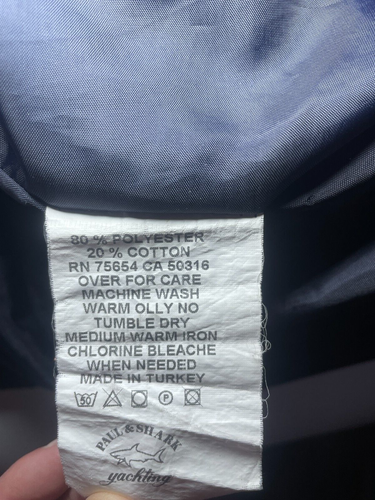 80 % POLYESTER
20 % COTTON
RN 75654 CA 50316
OVER FOR CARE
MACHINE WASH
WARM OLLY NO
TUMBLE DRY
MEDIUM WARM IRON
CHLORINE BLEACHE
WHEN NEEDED
MADE IN TURKEY
PAUL & SHARK
yachting